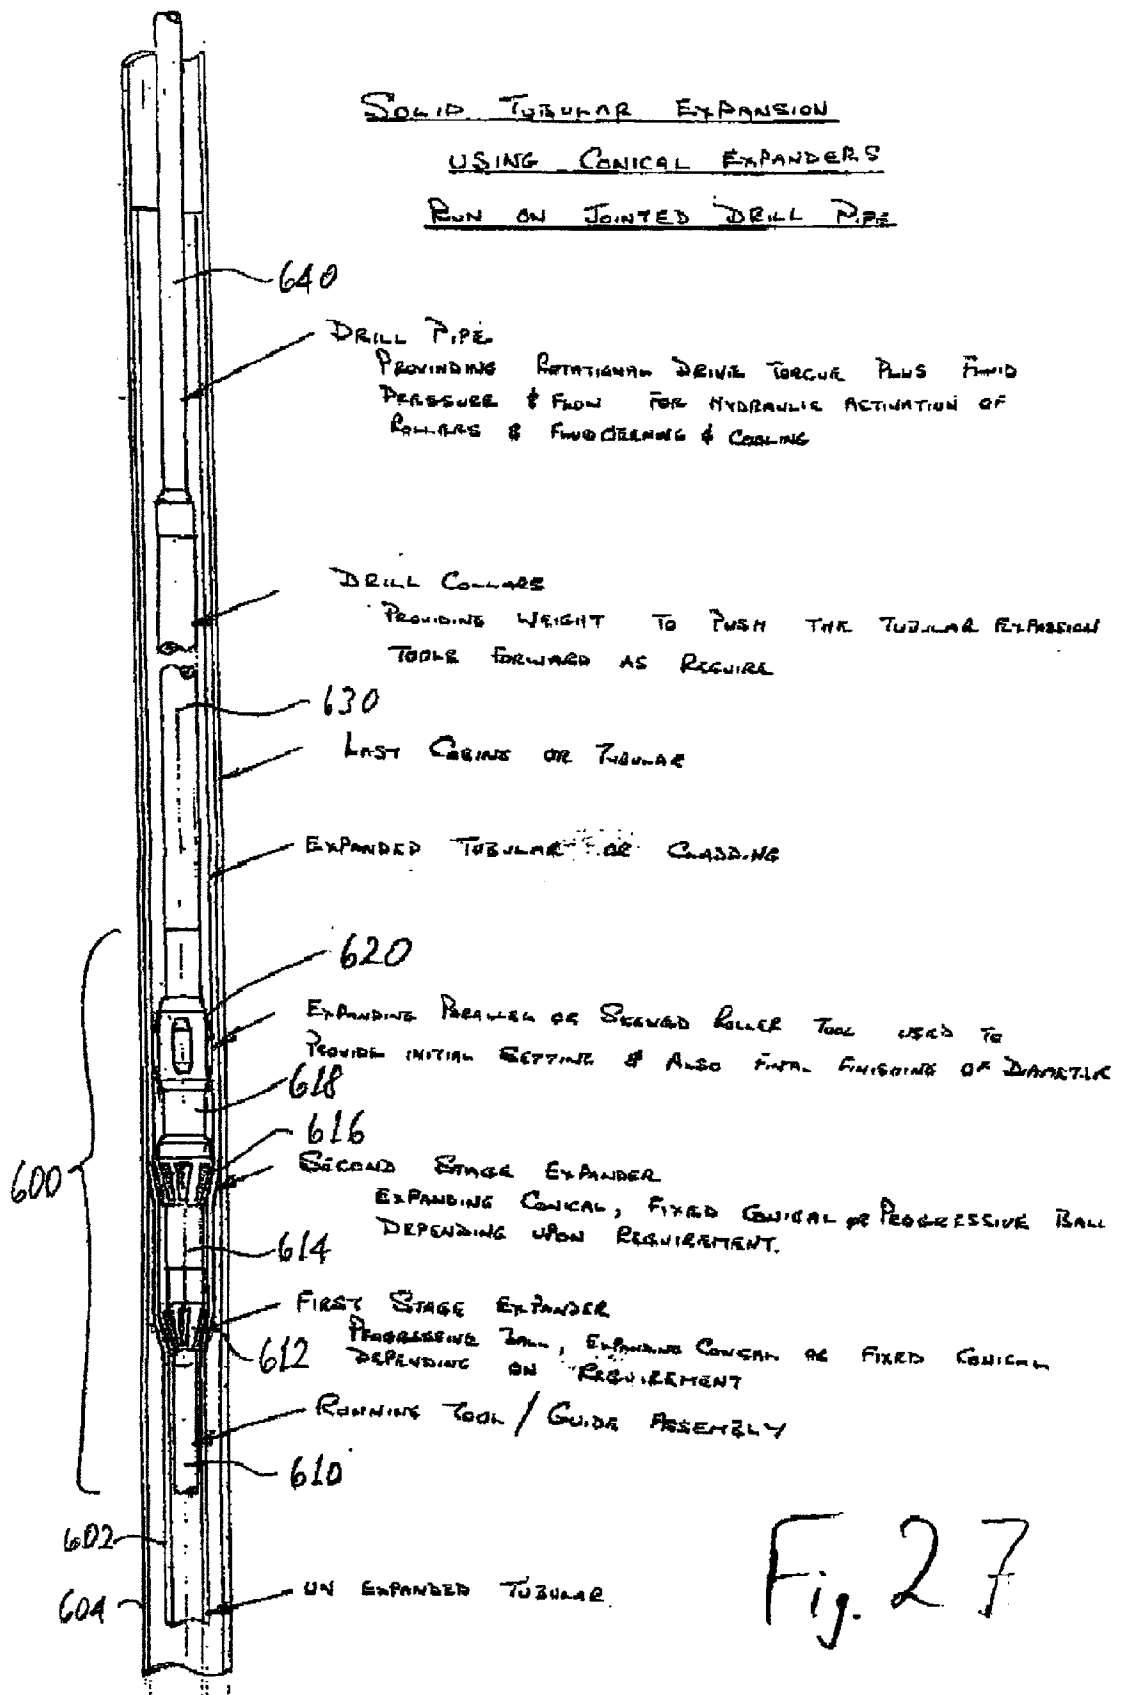 SOLID TUBULAR EXPANSION
USING CONICAL EXPANDERS
RUN ON JOINTED DRILL PIPE
640
DRILL PIPE
PROVINDING ROTATIONAL DRIVE TORQUE PLUS FLUID
PRESSURE & FLOW FOR HYDRAULIC ACTIVATION OF
ROLLERS & COOLING
DRILL COLLARS
PROVIDING WEIGHT TO PUSH THE TUBULAR EXPANSION
TOOLS FORWARD AS REQUIRE
630
LAST CASING OR TUBULAR
EXPANDED TUBULAR OR CLADDING
620
EXPANDING PARALLEL OR SKEWED ROLLER TOOL USED TO
PROVIDE INITIAL SETTING & ALSO FINAL FINISHING OF DIAMETER
618
616
600
SECOND STAGE EXPANDER
EXPANDING CONICAL, FIXED CONICAL OR PROGRESSIVE BALL
DEPENDING UPON REQUIREMENT.
614
FIRST STAGE EXPANDER
PROGRESSING BALL, EXPANDING CONICAL OR FIXED CONICAL
612 DEPENDING ON REQUIREMENT
RUNNING TOOL / GUIDE ASSEMBLY
610
602
604
UN EXPANDED TUBULAR
Fig. 27